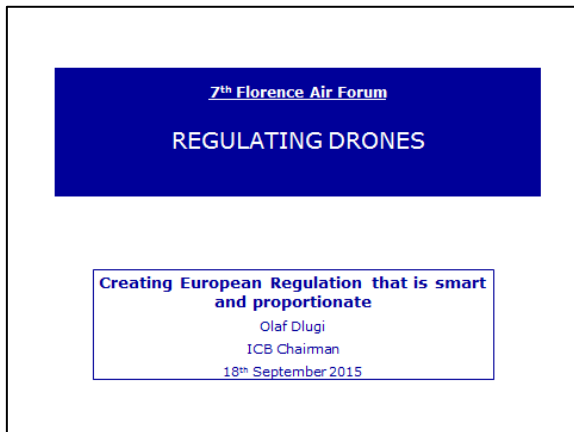 7th Florence Air Forum
REGULATING DRONES
Creating European Regulation that is smart
and proportionate
Olaf Dlugi
ICB Chairman
18th September 2015